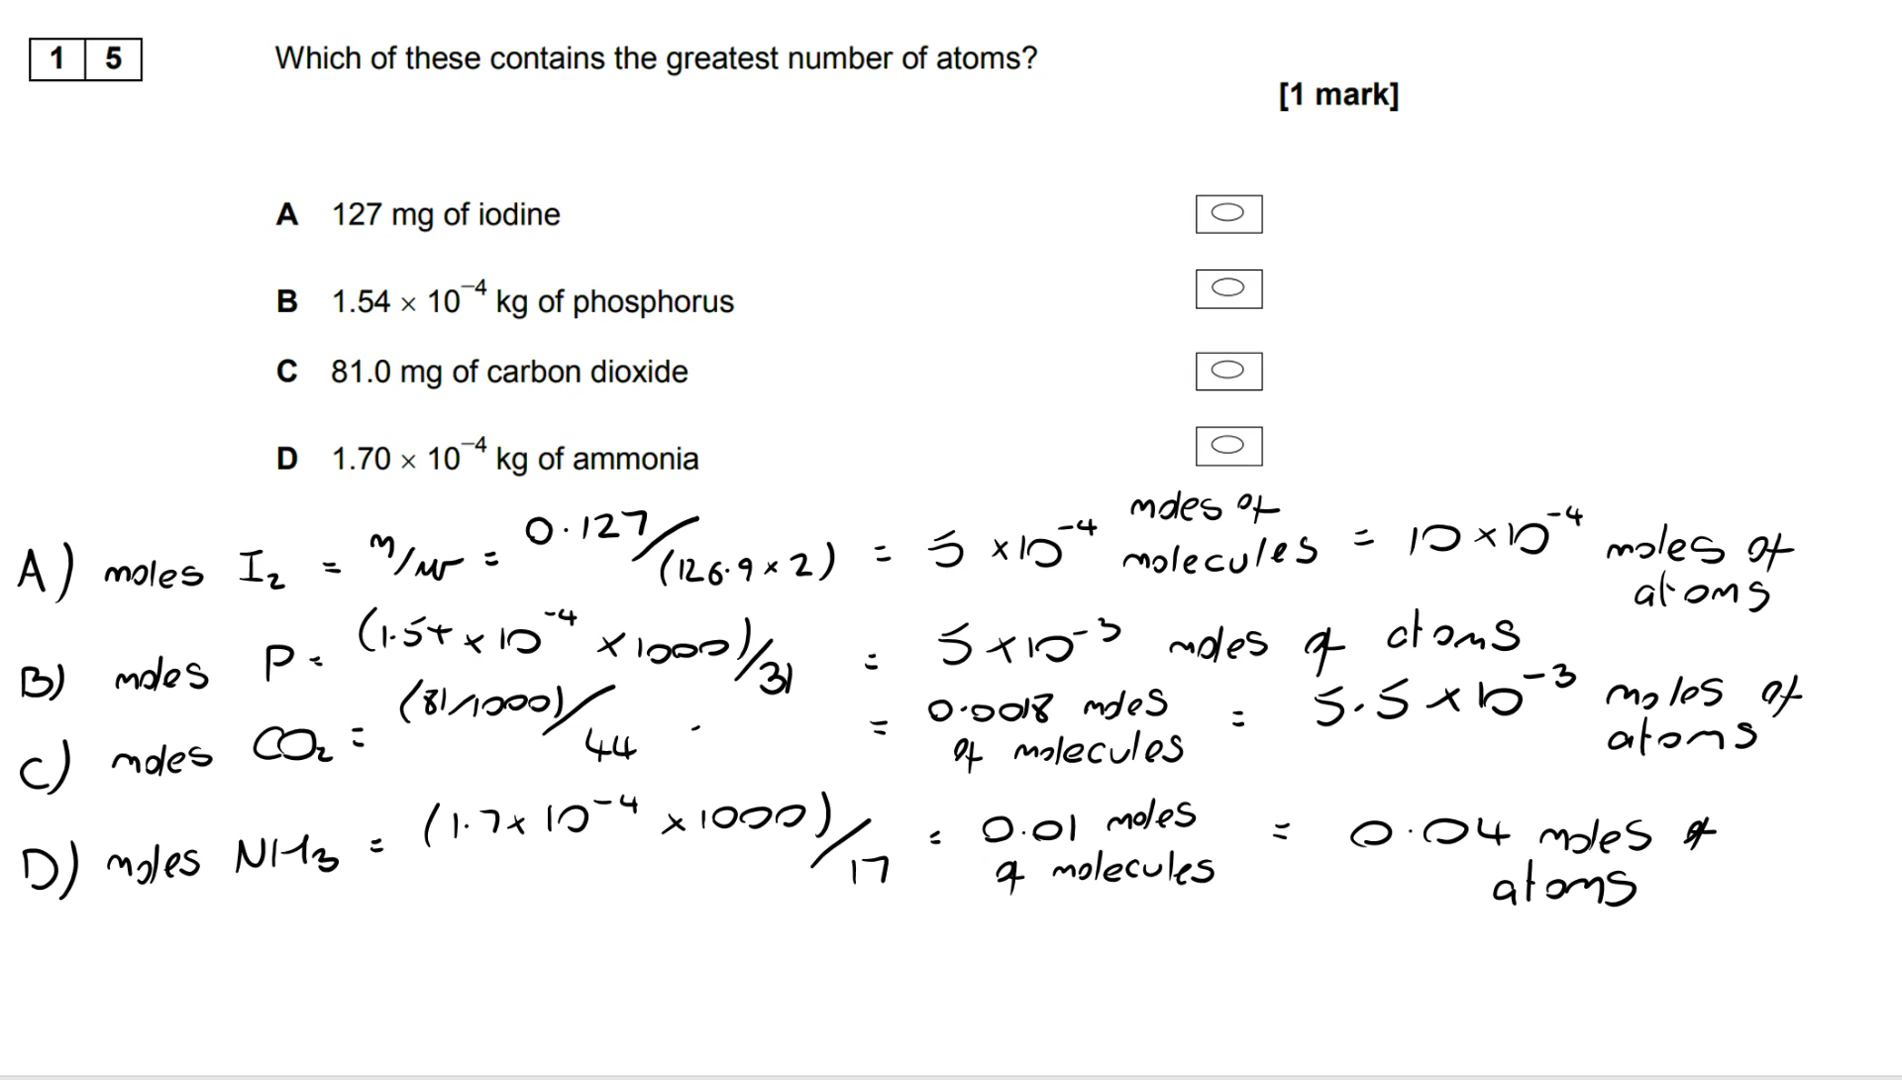 1 5 Which of these contains the greatest number of atoms?
[1 mark]
A 127 mg of iodine
B 1.54 × 10⁻⁴ kg of phosphorus
C 81.0 mg of carbon dioxide
D 1.70 × 10⁻⁴ kg of ammonia
A) moles I₂ = m/mr = 0.127/(126.9 × 2) = 5 × 10⁻⁴ moles of molecules = 10 × 10⁻⁴ moles of atoms
B) moles P = (1.54 × 10⁻⁴ × 1000)/31 = 5 × 10⁻³ moles of atoms
C) moles CO₂ = (81/1000)/44 = 0.0018 moles of molecules = 5.5 × 10⁻³ moles of atoms
D) moles NH₃ = (1.7 × 10⁻⁴ × 1000)/17 = 0.01 moles of molecules = 0.04 moles of atoms